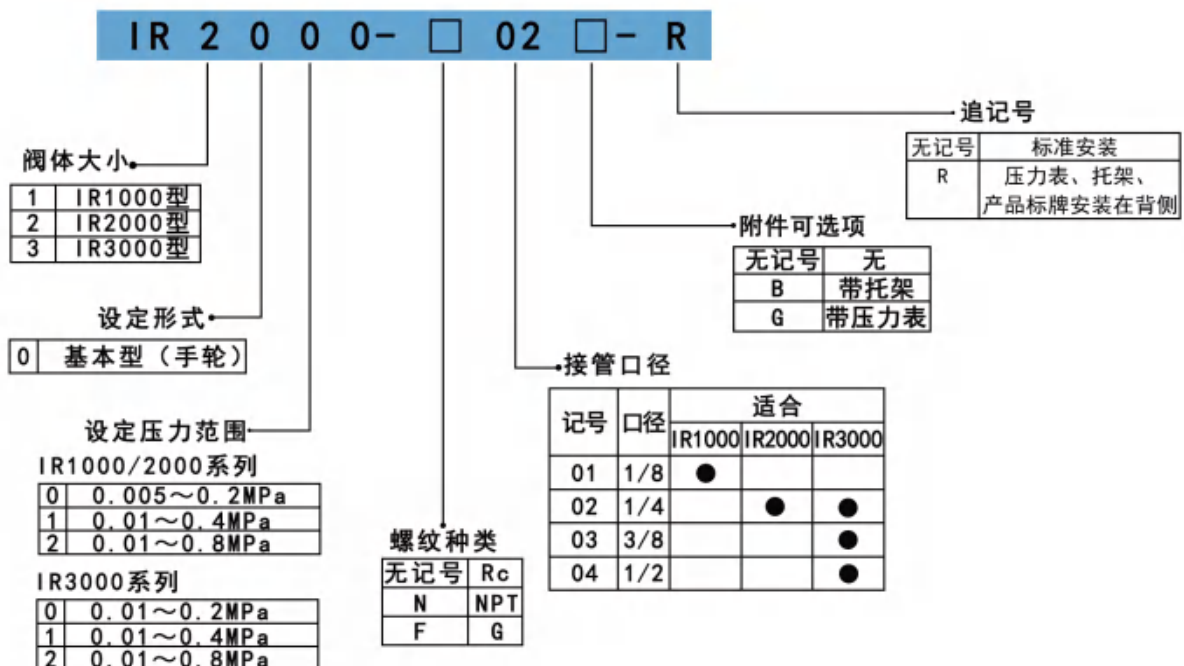 IR 2 0 0 0- □ 02 □- R
追记号
无记号 标准安装
R 压力表、托架、
产品标牌安装在背侧
阀体大小
1 IR1000型
2 IR2000型
3 IR3000型
附件可选项
无记号 无
B 带托架
G 带压力表
设定形式
0 基本型（手轮）
接管口径
记号 口径 适合
IR1000 IR2000 IR3000
01 1/8 ●
02 1/4 ● ●
03 3/8 ●
04 1/2 ●
设定压力范围
IR1000/2000系列
0 0.005～0.2MPa
1 0.01～0.4MPa
2 0.01～0.8MPa
螺纹种类
无记号 Rc
N NPT
F G
IR3000系列
0 0.01～0.2MPa
1 0.01～0.4MPa
2 0.01～0.8MPa